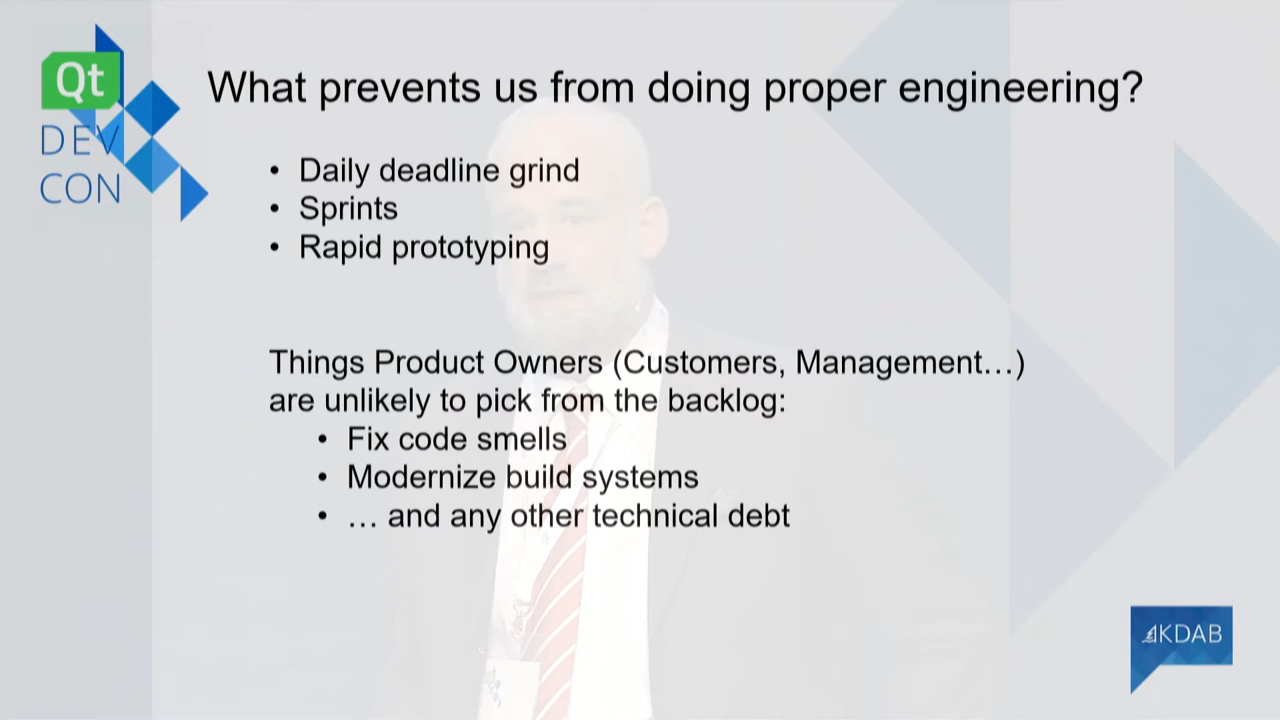 Qt
DEV
CON
What prevents us from doing proper engineering?
• Daily deadline grind
• Sprints
• Rapid prototyping
Things Product Owners (Customers, Management…)
are unlikely to pick from the backlog:
• Fix code smells
• Modernize build systems
• … and any other technical debt
KDAB